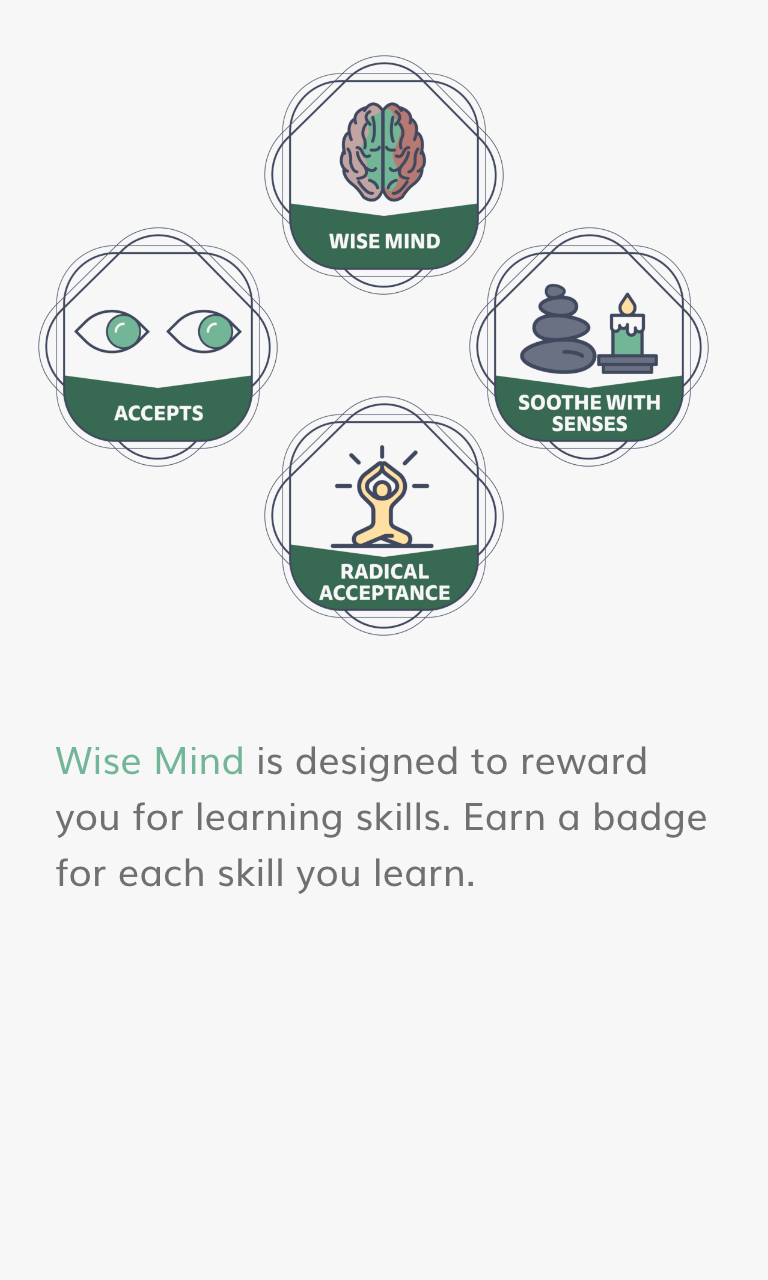 WISE MIND
ACCEPTS
SOOTHE WITH
SENSES
RADICAL
ACCEPTANCE
Wise Mind is designed to reward
you for learning skills. Earn a badge
for each skill you learn.